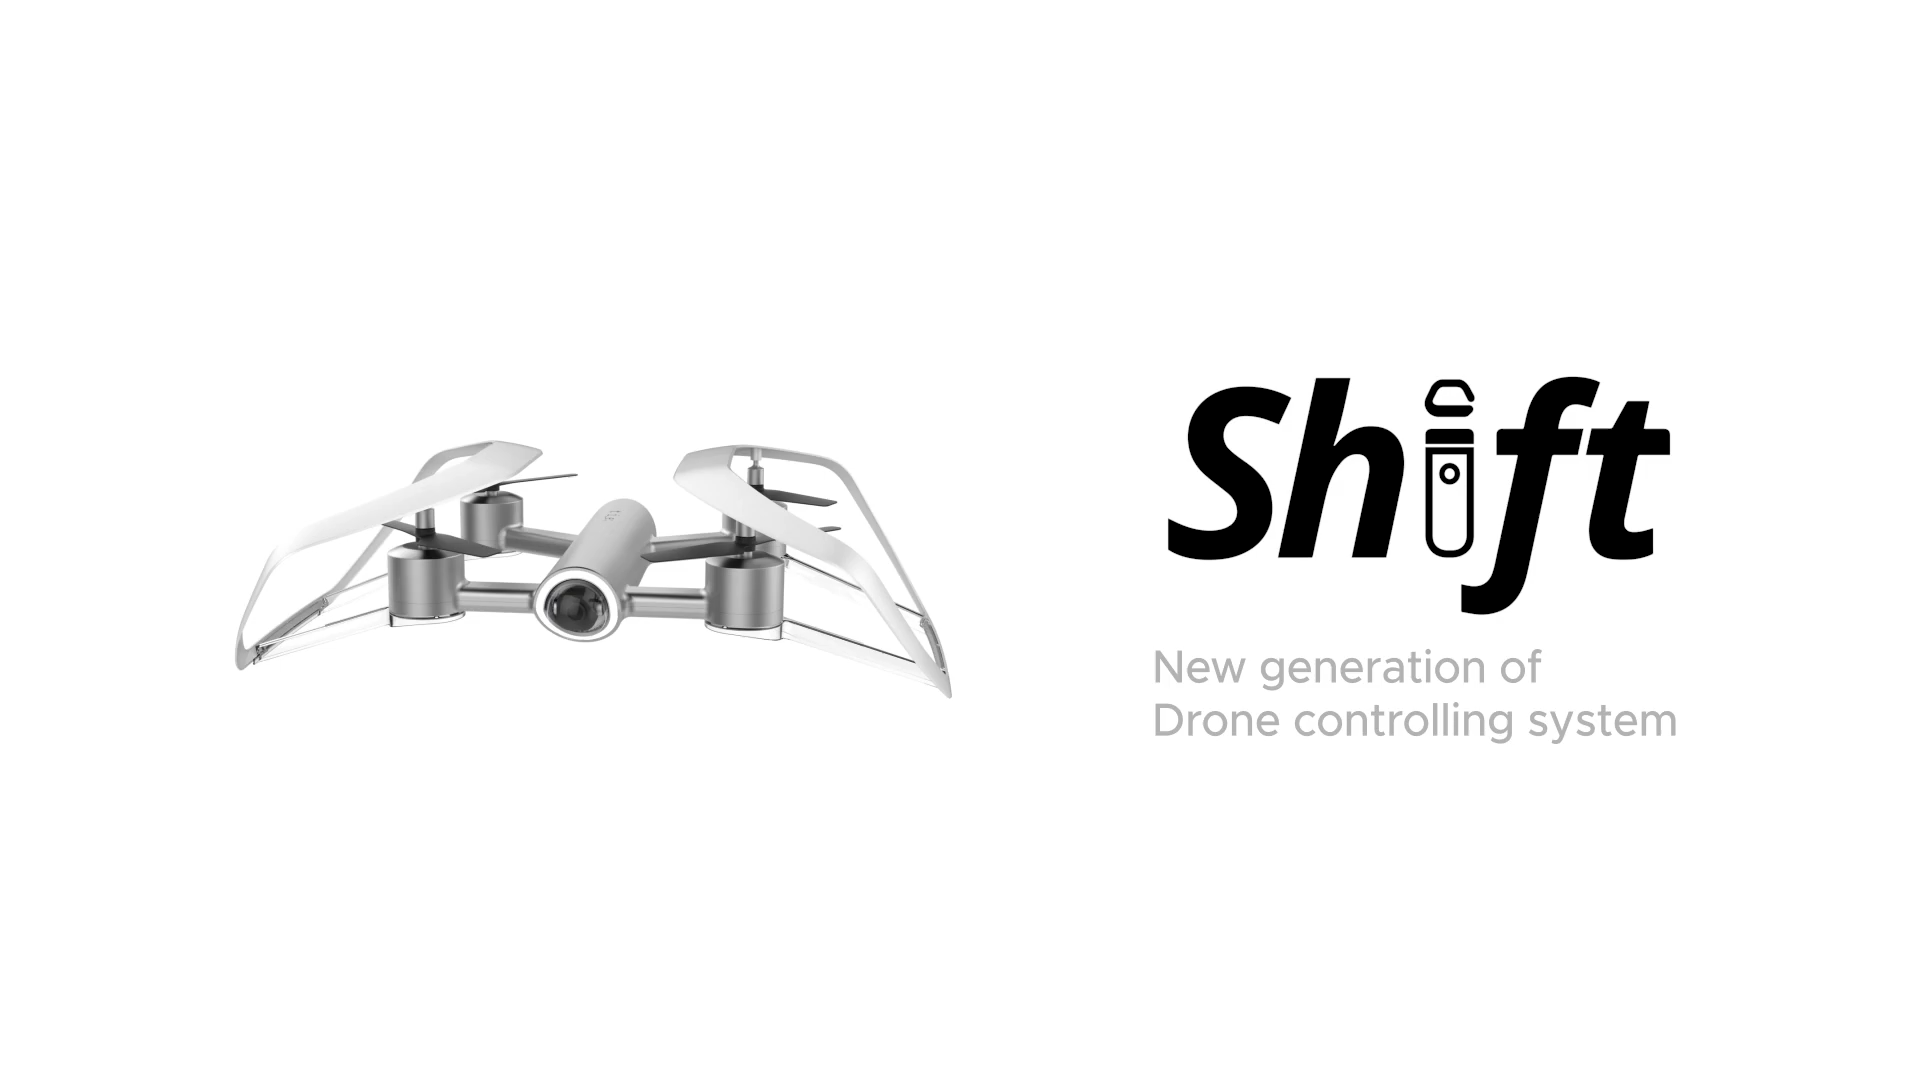 Shift
New generation of
Drone controlling system